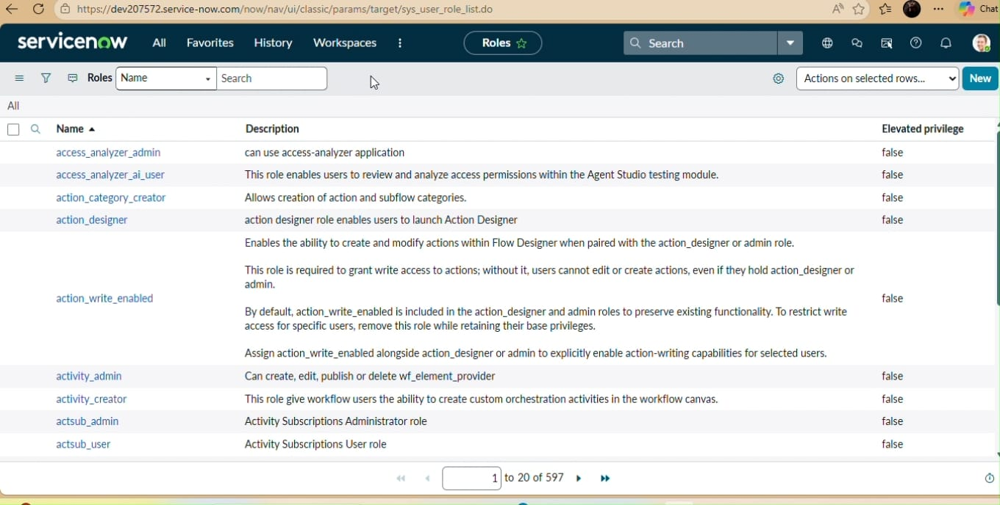 https://dev207572.service-now.com/now/nav/ui/classic/params/target/sys_user_role_list.do
Chat
servicenow All Favorites History Workspaces Roles Search
Roles Name Search Actions on selected rows... New
All
Name Description Elevated privilege
access_analyzer_admin can use access-analyzer application false
access_analyzer_ai_user This role enables users to review and analyze access permissions within the Agent Studio testing module. false
action_category_creator Allows creation of action and subflow categories. false
action_designer action designer role enables users to launch Action Designer false
Enables the ability to create and modify actions within Flow Designer when paired with the action_designer or admin role.
This role is required to grant write access to actions; without it, users cannot edit or create actions, even if they hold action_designer or
admin.
action_write_enabled false
By default, action_write_enabled is included in the action_designer and admin roles to preserve existing functionality. To restrict write
access for specific users, remove this role while retaining their base privileges.
Assign action_write_enabled alongside action_designer or admin to explicitly enable action-writing capabilities for selected users.
activity_admin Can create, edit, publish or delete wf_element_provider false
activity_creator This role give workflow users the ability to create custom orchestration activities in the workflow canvas. false
actsub_admin Activity Subscriptions Administrator role false
actsub_user Activity Subscriptions User role false
1 to 20 of 597